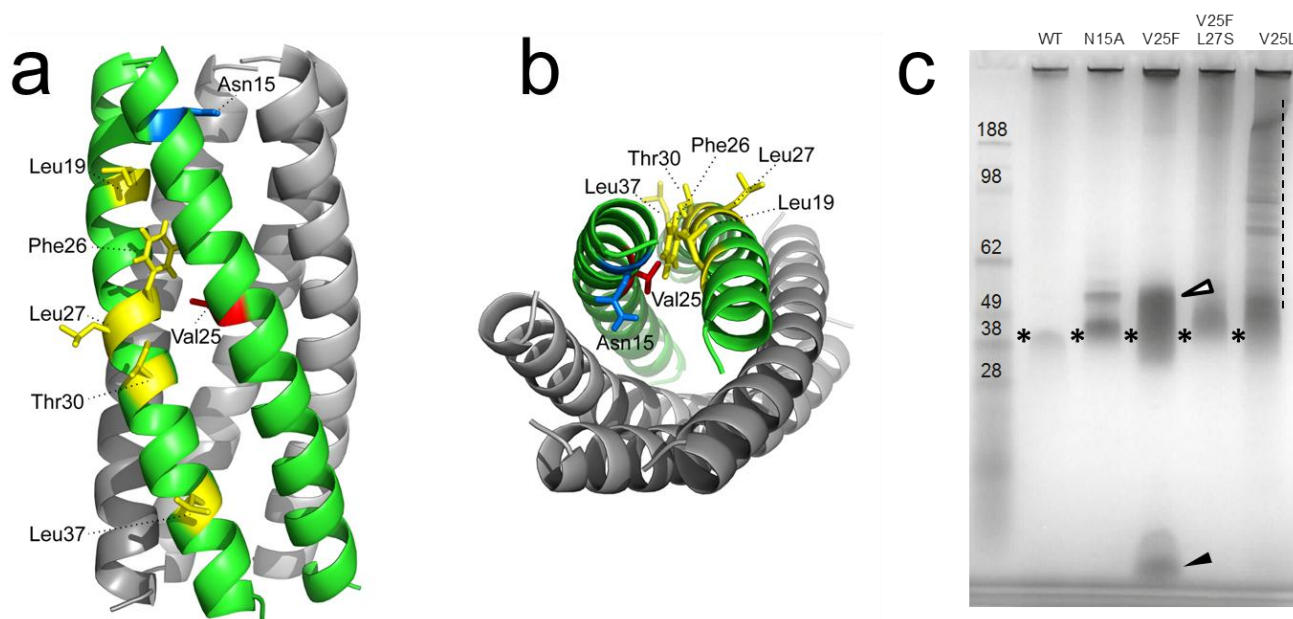 a
Asn15
Leu19
Phe26
Leu27
Val25
Thr30
Leu37
b
Phe26
Thr30
Leu27
Leu37
Leu19
Val25
Asn15
c
WT N15A V25F V25F L27S V25L
188
98
62
49
38
* * * * *
28